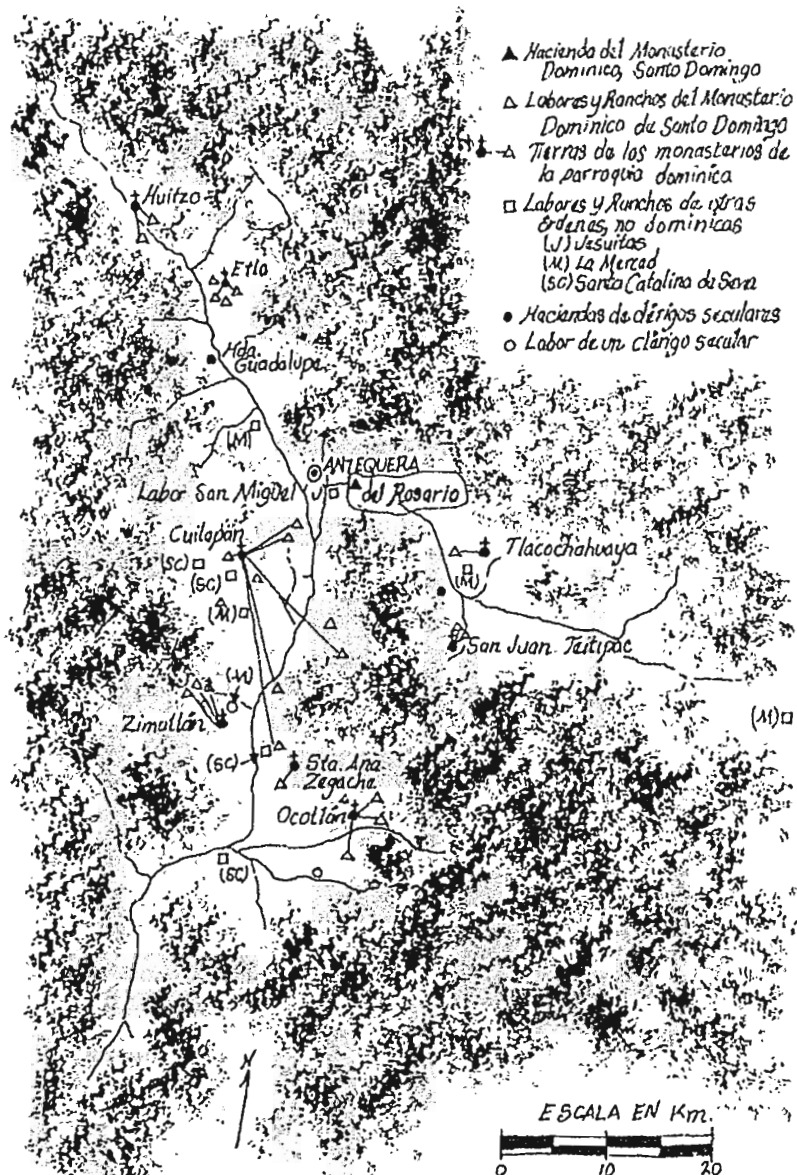 Hacienda del Monasterio
Dominico, Santo Domingo
Labores y Ranchos del Monasterio
Dominico de Santo Domingo
Tierras de los monasterios de
la parroquia dominica
Labores y Ranchos de otras
órdenes, no dominicas
(J) Jesuitas
(M) La Merced
(SC) Santa Catalina de Sena
Haciendas de clérigos seculares
Labor de un clérigo secular
Huitzo
Etla
Hda.
Guadalupe
(M)
ANTEQUERA
Labor San Miguel
J
del Rosario
Cuilapan
(SC)
(SC)
(M)
Tlacochahuaya
(M)
San Juan Teitipac
(M)
Zimatlán
(M)
(SC)
Sta. Ana
Zegache
Ocotlán
(SC)
N
ESCALA EN Km.
0 10 20